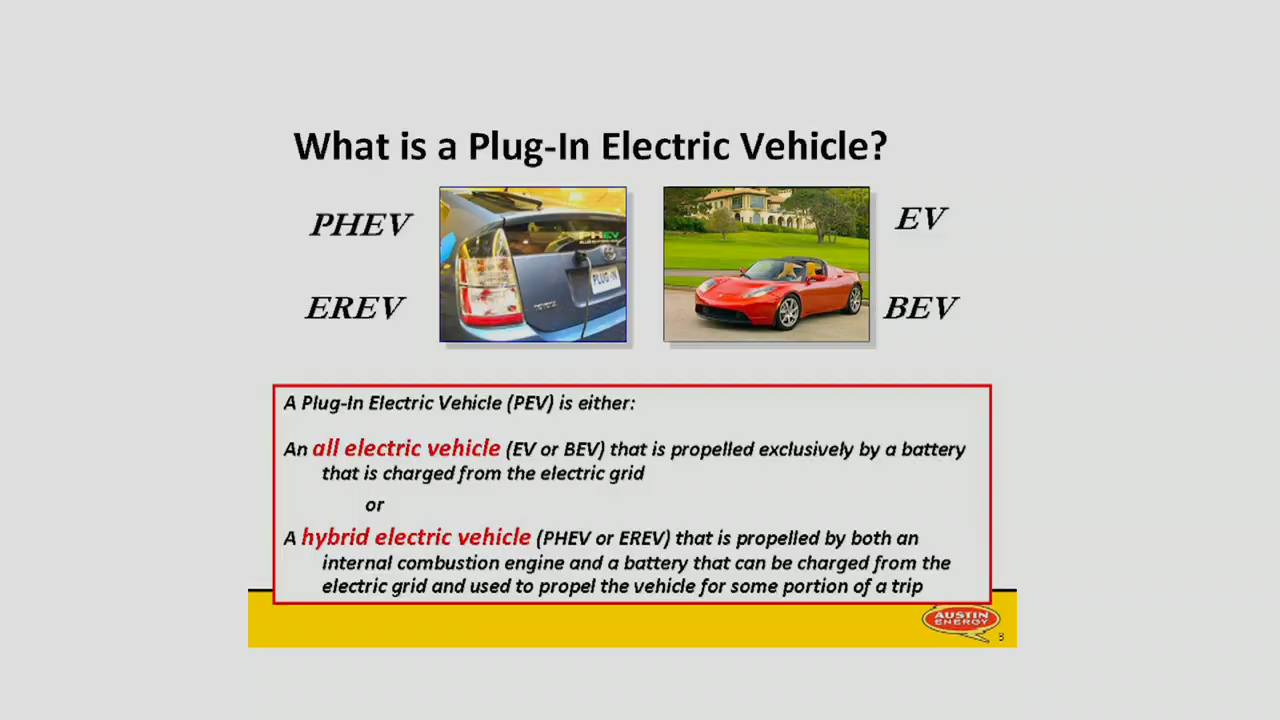 What is a Plug-In Electric Vehicle?
PHEV
EREV
PHEV
PLUG-IN
EV
BEV
A Plug-In Electric Vehicle (PEV) is either:
An all electric vehicle (EV or BEV) that is propelled exclusively by a battery
that is charged from the electric grid
or
A hybrid electric vehicle (PHEV or EREV) that is propelled by both an
internal combustion engine and a battery that can be charged from the
electric grid and used to propel the vehicle for some portion of a trip
AUSTIN
ENERGY
3